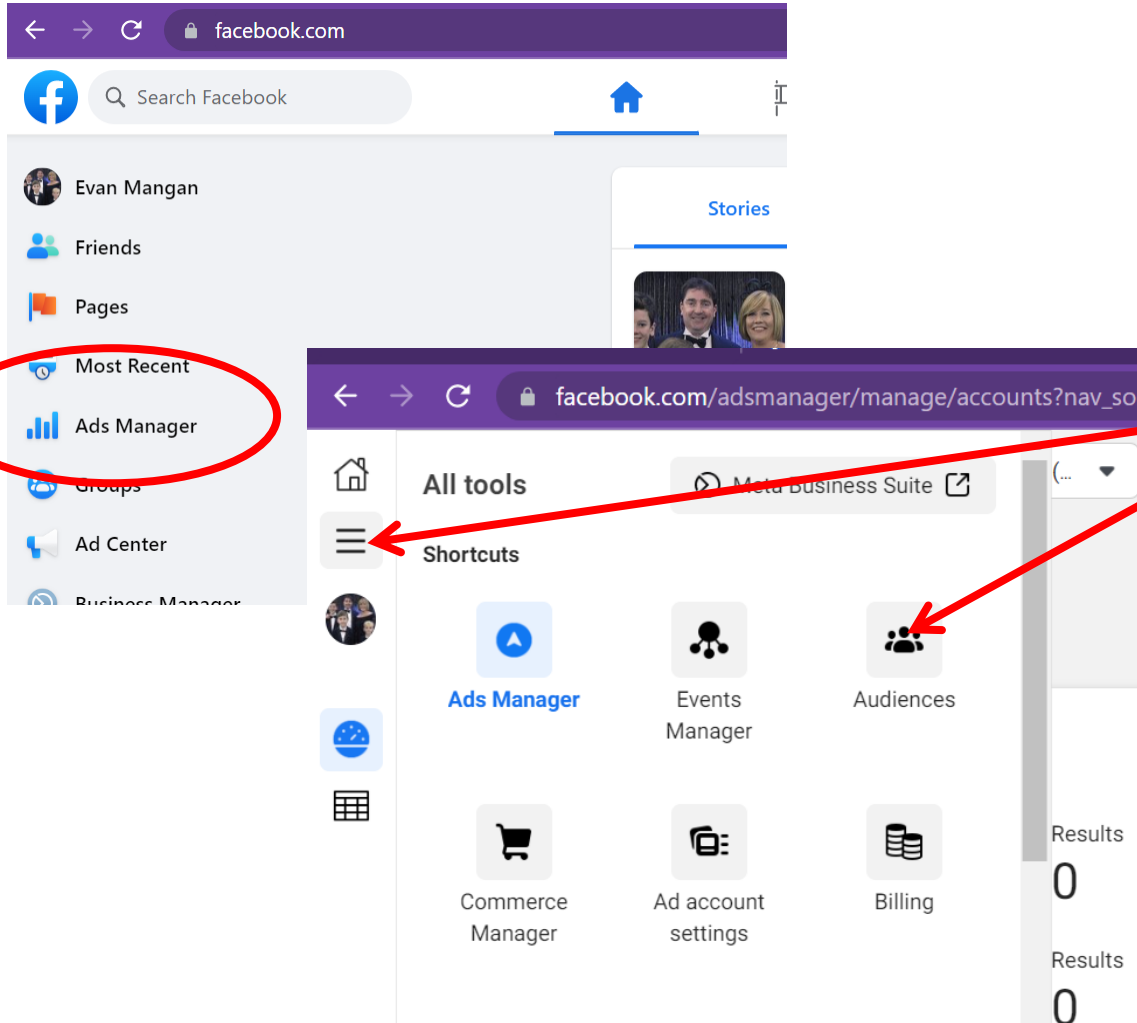 facebook.com
Search Facebook
Evan Mangan
Friends
Pages
Most Recent
Ads Manager
Groups
Ad Center
Business Manager
Stories
facebook.com/adsmanager/manage/accounts?nav_so
All tools
Meta Business Suite
(...
Shortcuts
Ads Manager
Events
Manager
Audiences
Commerce
Manager
Ad account
settings
Billing
Results
0
Results
0